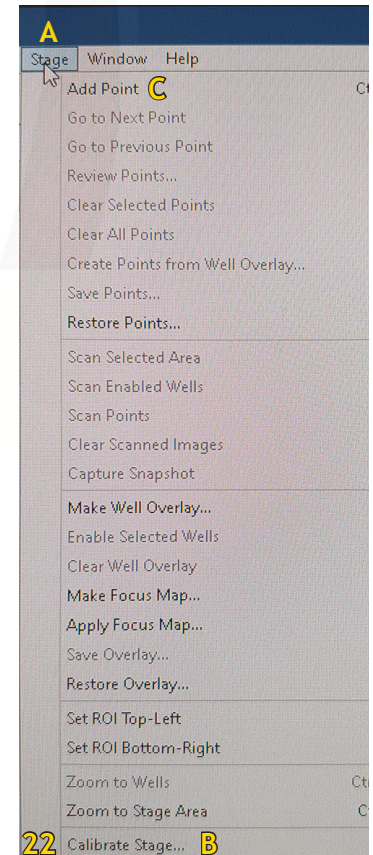 A
Stage Window Help
Add Point C
Go to Next Point
Go to Previous Point
Review Points...
Clear Selected Points
Clear All Points
Create Points from Well Overlay...
Save Points...
Restore Points...
Scan Selected Area
Scan Enabled Wells
Scan Points
Clear Scanned Images
Capture Snapshot
Make Well Overlay...
Enable Selected Wells
Clear Well Overlay
Make Focus Map...
Apply Focus Map...
Save Overlay...
Restore Overlay...
Set ROI Top-Left
Set ROI Bottom-Right
Zoom to Wells
Zoom to Stage Area
22 Calibrate Stage... B